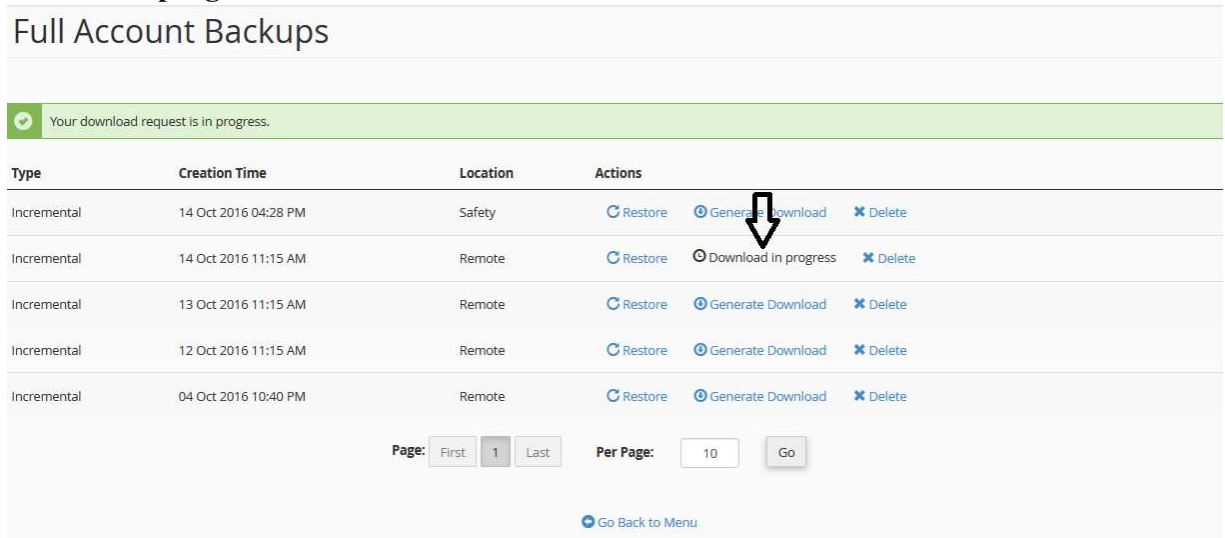 Full Account Backups
Your download request is in progress.
Type Creation Time Location Actions
Incremental 14 Oct 2016 04:28 PM Safety Restore Generate Download Delete
Incremental 14 Oct 2016 11:15 AM Remote Restore Download in progress Delete
Incremental 13 Oct 2016 11:15 AM Remote Restore Generate Download Delete
Incremental 12 Oct 2016 11:15 AM Remote Restore Generate Download Delete
Incremental 04 Oct 2016 10:40 PM Remote Restore Generate Download Delete
Page: First 1 Last Per Page: 10 Go
Go Back to Menu